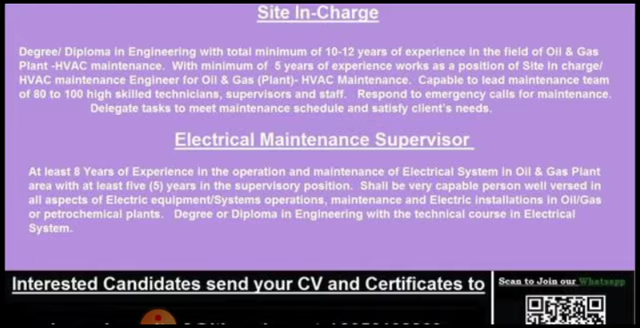 Site In-Charge
Degree/ Diploma in Engineering with total minimum of 10-12 years of experience in the field of Oil & Gas
Plant -HVAC maintenance. With minimum of 5 years of experience works as a position of Site In charge/
HVAC maintenance Engineer for Oil & Gas (Plant)- HVAC Maintenance. Capable to lead maintenance team
of 80 to 100 high skilled technicians, supervisors and staff. Respond to emergency calls for maintenance.
Delegate tasks to meet maintenance schedule and satisfy client's needs.
Electrical Maintenance Supervisor
At least 8 Years of Experience in the operation and maintenance of Electrical System in Oil & Gas Plant
area with at least five (5) years in the supervisory position. Shall be very capable person well versed in
all aspects of Electric equipment/Systems operations, maintenance and Electric installations in Oil/Gas
or petrochemical plants. Degree or Diploma in Engineering with the technical course in Electrical
System.
Interested Candidates send your CV and Certificates to
Scan to Join our Whatsapp